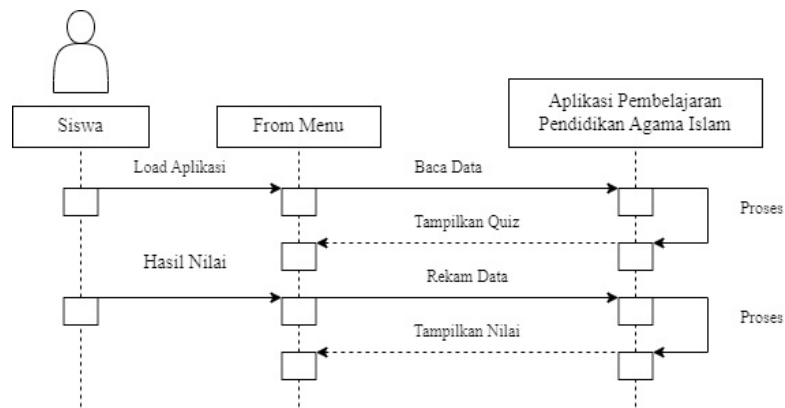 Siswa
From Menu
Aplikasi Pembelajaran
Pendidikan Agama Islam
Load Aplikasi
Baca Data
Proses
Tampilkan Quiz
Hasil Nilai
Rekam Data
Proses
Tampilkan Nilai